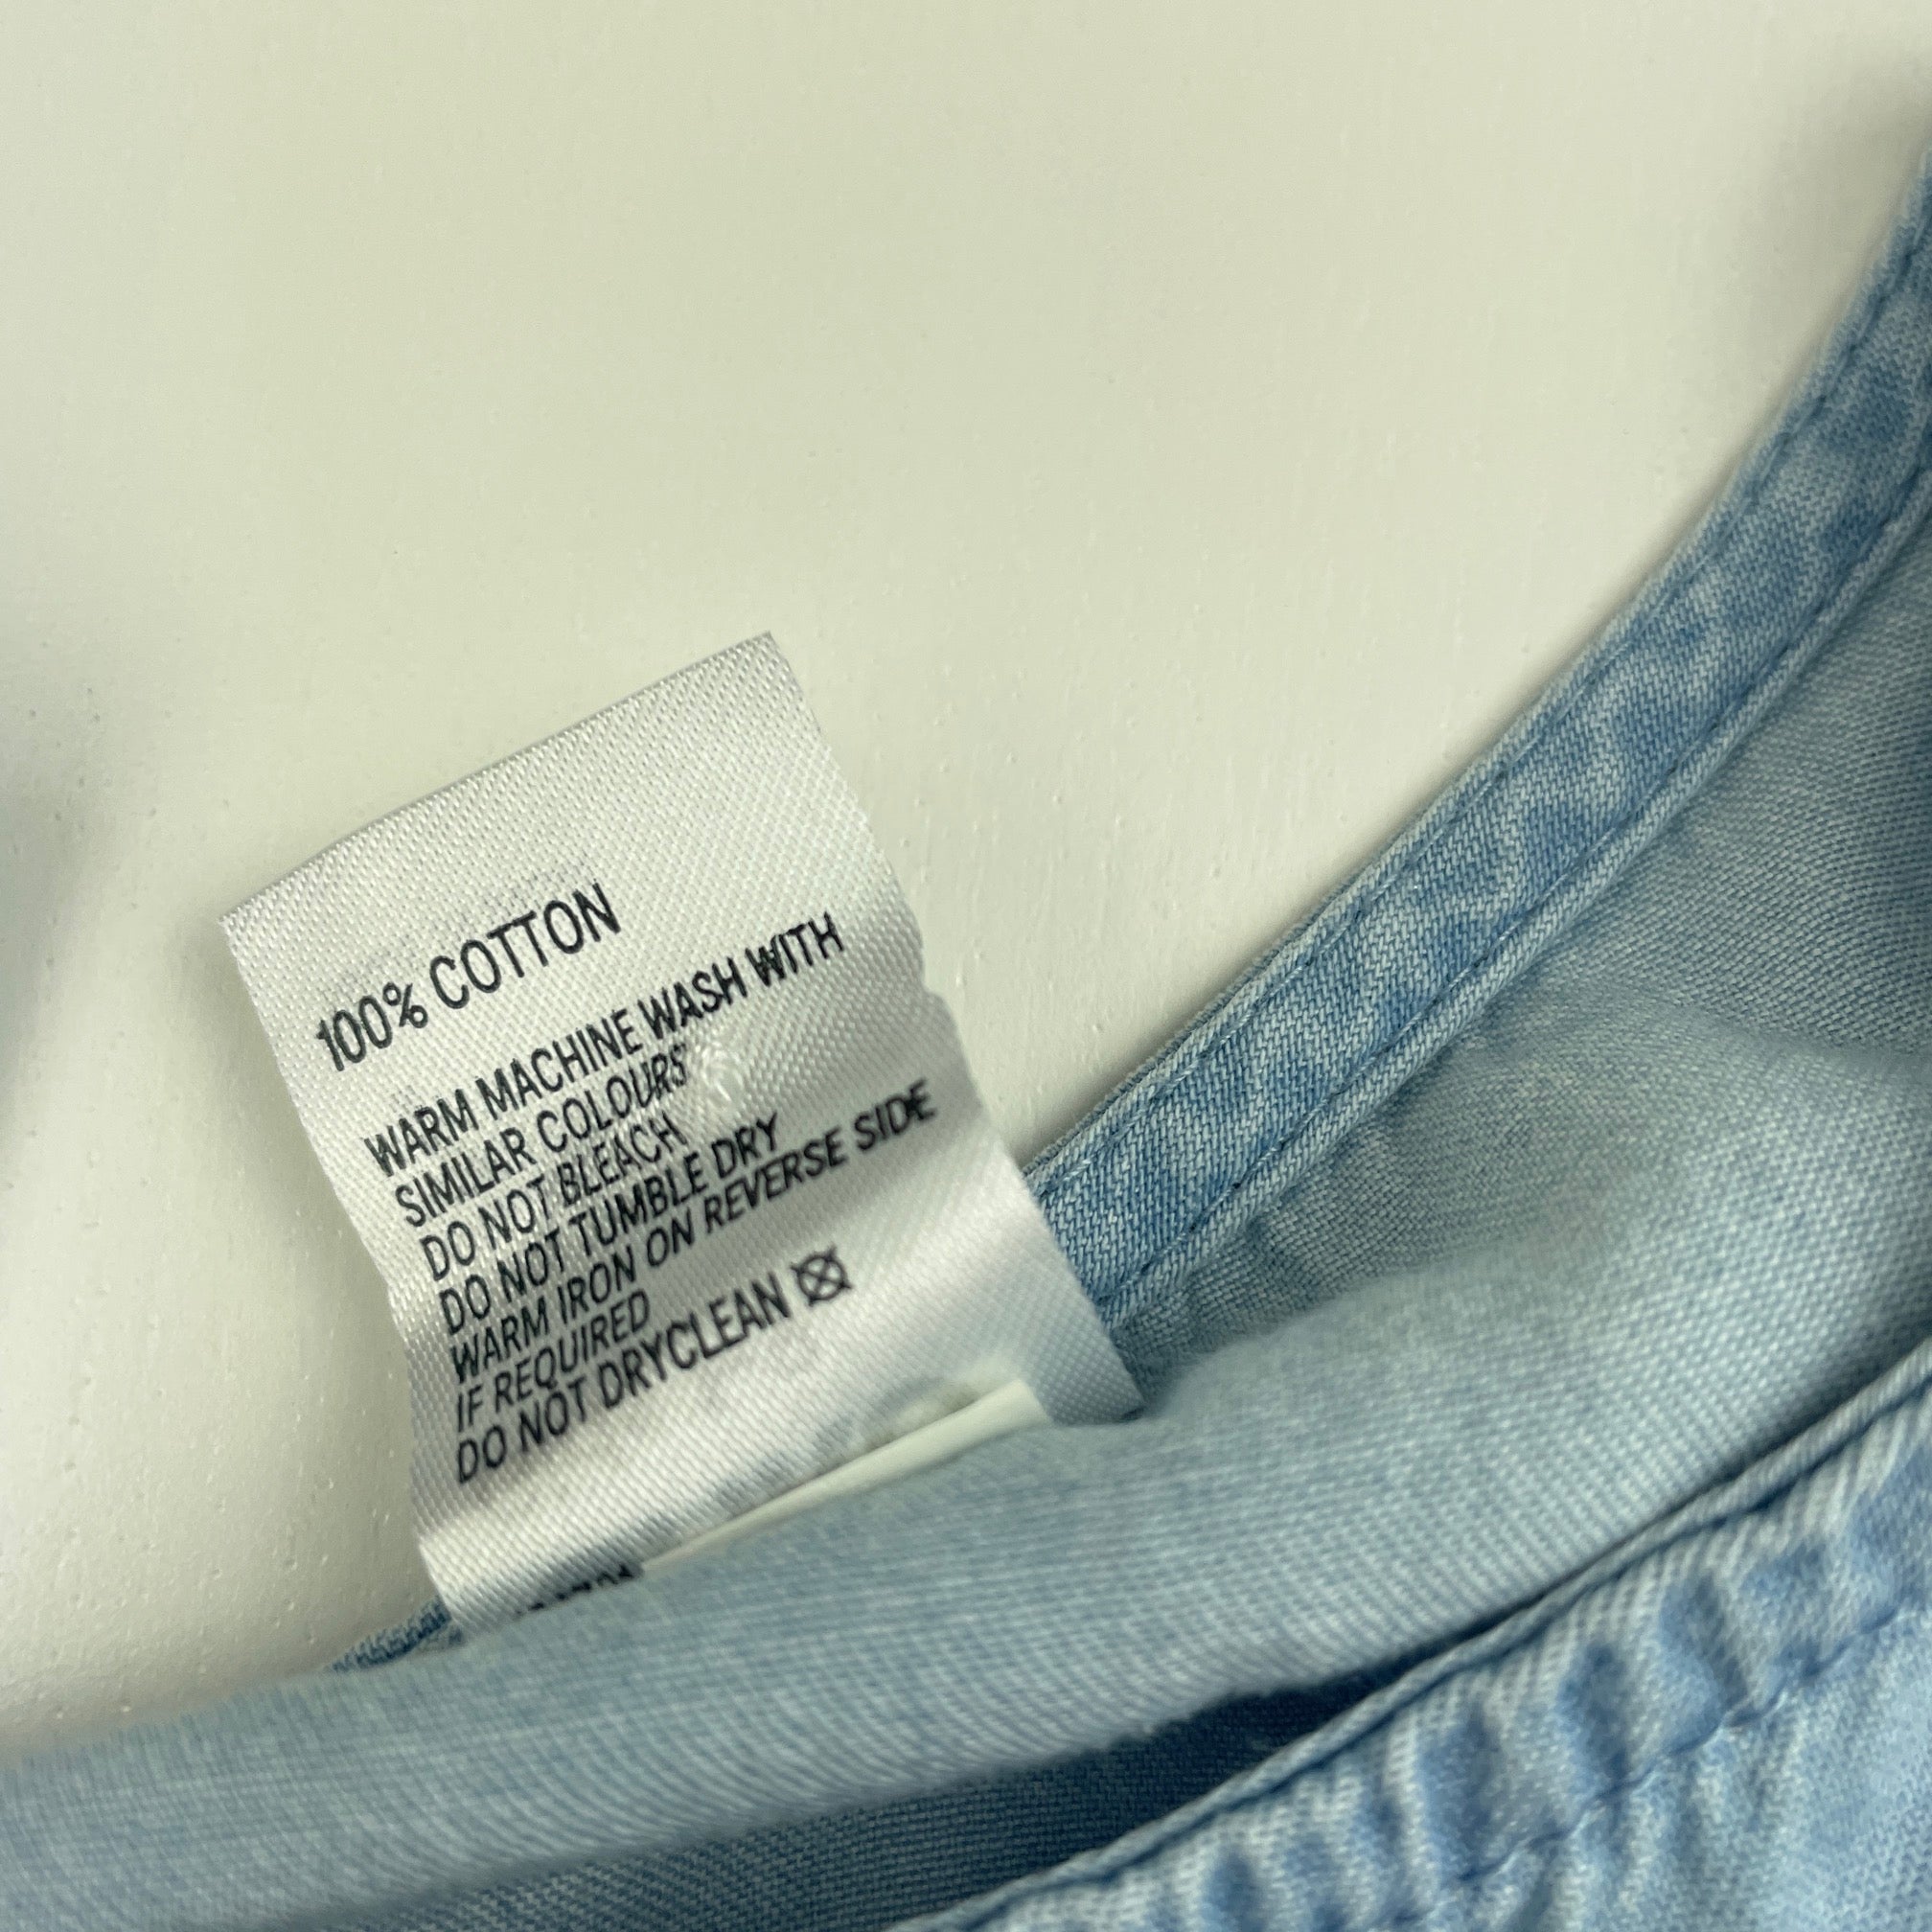 100% COTTON
WARM MACHINE WASH WITH
SIMILAR COLOURS
DO NOT BLEACH
DO NOT TUMBLE DRY
WARM IRON ON REVERSE SIDE
IF REQUIRED
DO NOT DRYCLEAN